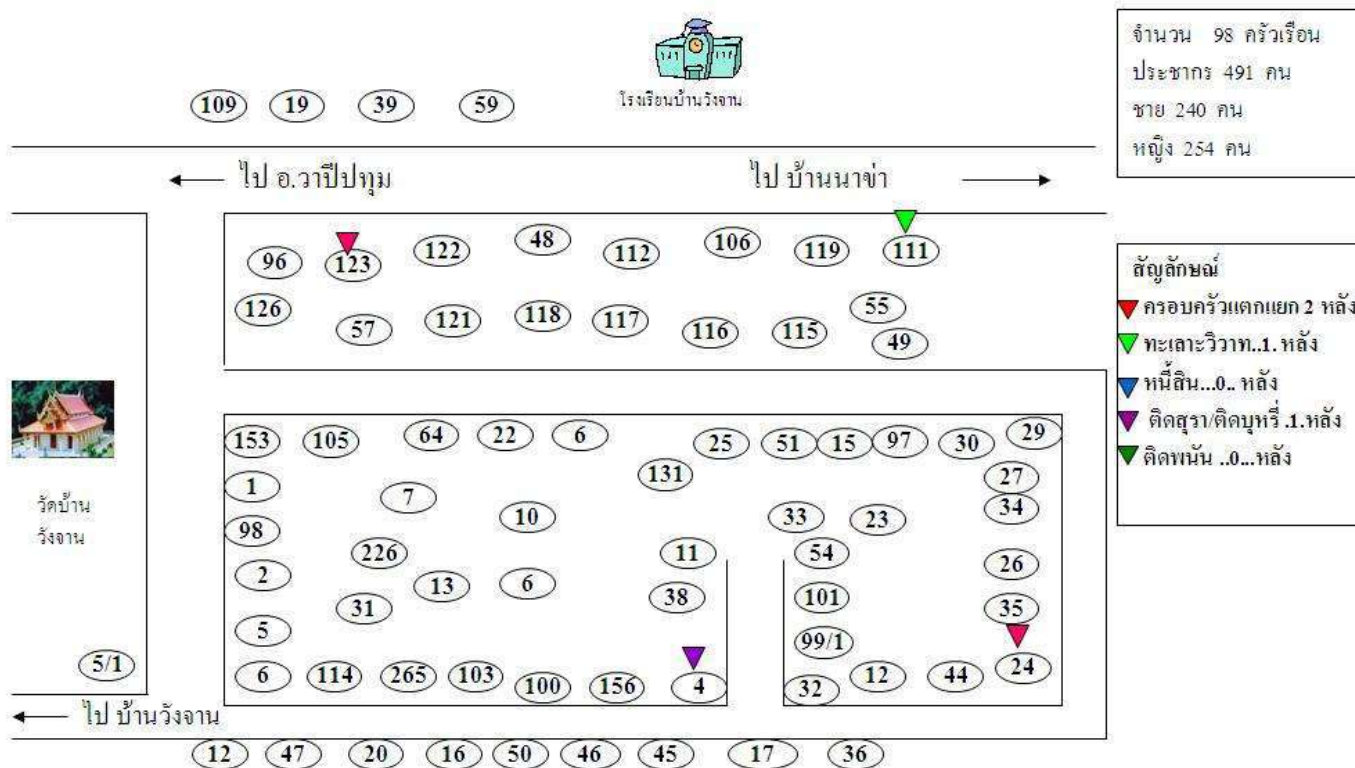 จำนวน 98 ครัวเรือน
ประชากร 491 คน
ชาย 240 คน
หญิง 254 คน
โรงเรียนบ้านวังจาน
109 19 39 59
ไป อ.วาปีปทุม ไป บ้านนาข่า
96 123 122 48 112 106 119 111
126 57 121 118 117 116 115 55
49
สัญลักษณ์
ครอบครัวแตกแยก 2 หลัง
ทะเลาะวิวาท..1. หลัง
หนี้สิน...0.. หลัง
ติดสุรา/ติดบุหรี่ .1.หลัง
ติดพนัน ..0...หลัง
153 105 64 22 6 25 51 15 97 30 29
131 27
1 7 34
98 10 33 23
226 11 54
2 13 6 26
31 38 101 35
5 99/1
6 114 265 103 100 156 4 32 12 44 24
วัดบ้าน
วังจาน
5/1
ไป บ้านวังจาน
12 47 20 16 50 46 45 17 36